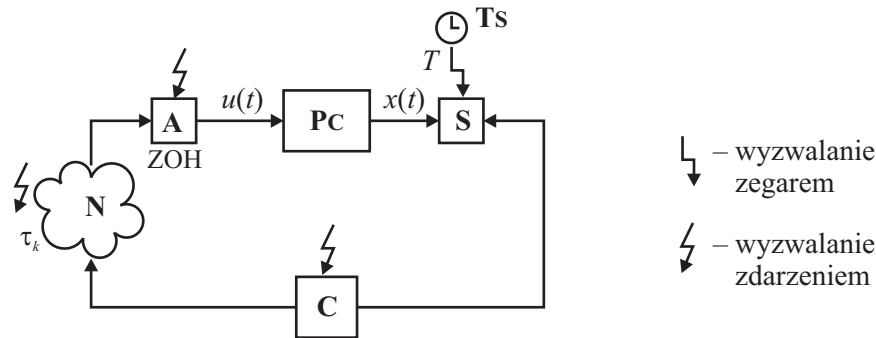 Ts
T
A
u(t)
Pc
x(t)
S
ZOH
N
τk
C
– wyzwalanie
zegarem
– wyzwalanie
zdarzeniem